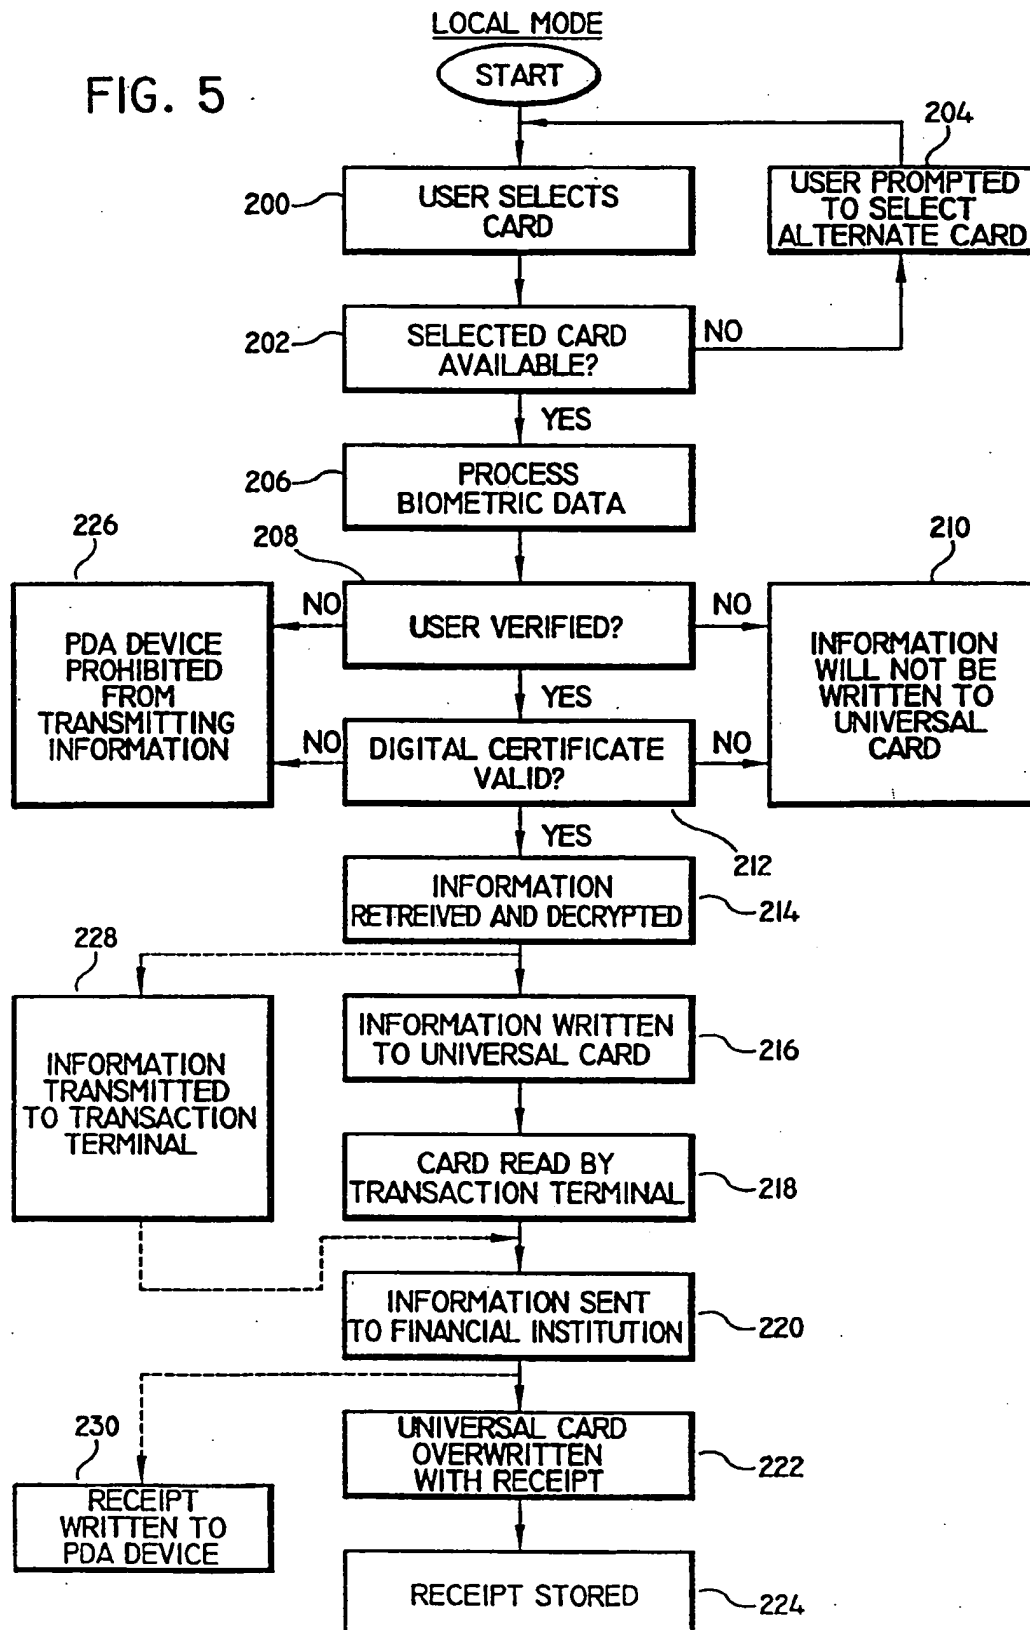 LOCAL MODE
START
FIG. 5
204
200
USER SELECTS
CARD
USER PROMPTED
TO SELECT
ALTERNATE CARD
202
SELECTED CARD
AVAILABLE?
NO
YES
206
PROCESS
BIOMETRIC DATA
226
208
210
PDA DEVICE
PROHIBITED
FROM
TRANSMITTING
INFORMATION
NO
USER VERIFIED?
NO
INFORMATION
WILL NOT BE
WRITTEN TO
UNIVERSAL
CARD
YES
NO
DIGITAL CERTIFICATE
VALID?
NO
YES
212
INFORMATION
RETREIVED AND DECRYPTED
214
228
INFORMATION
TRANSMITTED
TO TRANSACTION
TERMINAL
INFORMATION WRITTEN
TO UNIVERSAL CARD
216
CARD READ BY
TRANSACTION TERMINAL
218
INFORMATION SENT
TO FINANCIAL INSTITUTION
220
230
RECEIPT
WRITTEN TO
PDA DEVICE
UNIVERSAL CARD
OVERWRITTEN
WITH RECEIPT
222
RECEIPT STORED
224